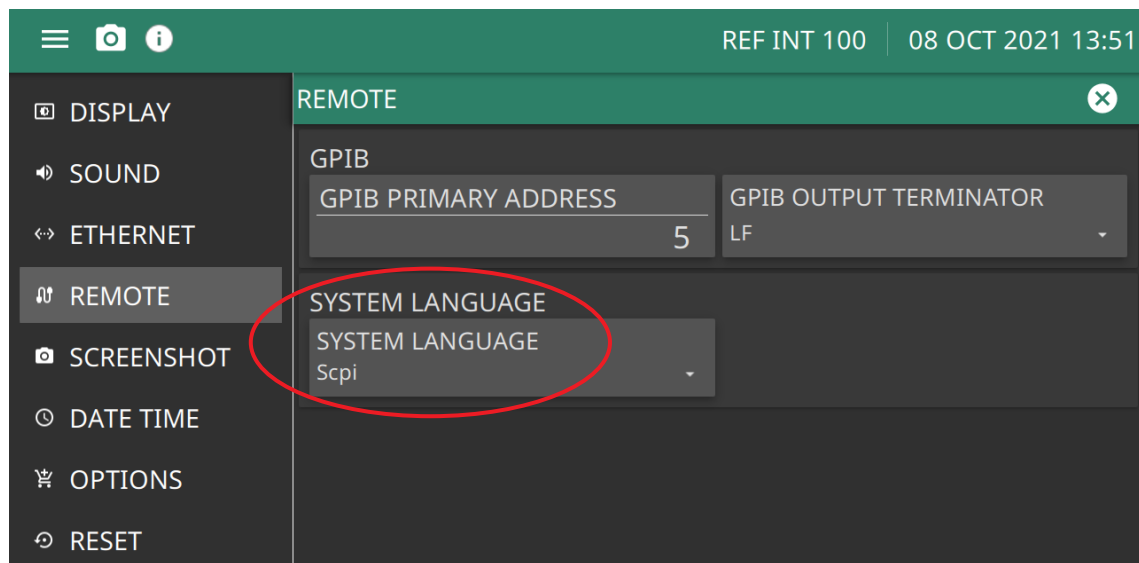 REF INT 100 08 OCT 2021 13:51
DISPLAY
SOUND
ETHERNET
REMOTE
SCREENSHOT
DATE TIME
OPTIONS
RESET
REMOTE
GPIB
GPIB PRIMARY ADDRESS
5
GPIB OUTPUT TERMINATOR
LF
SYSTEM LANGUAGE
SYSTEM LANGUAGE
Scpi